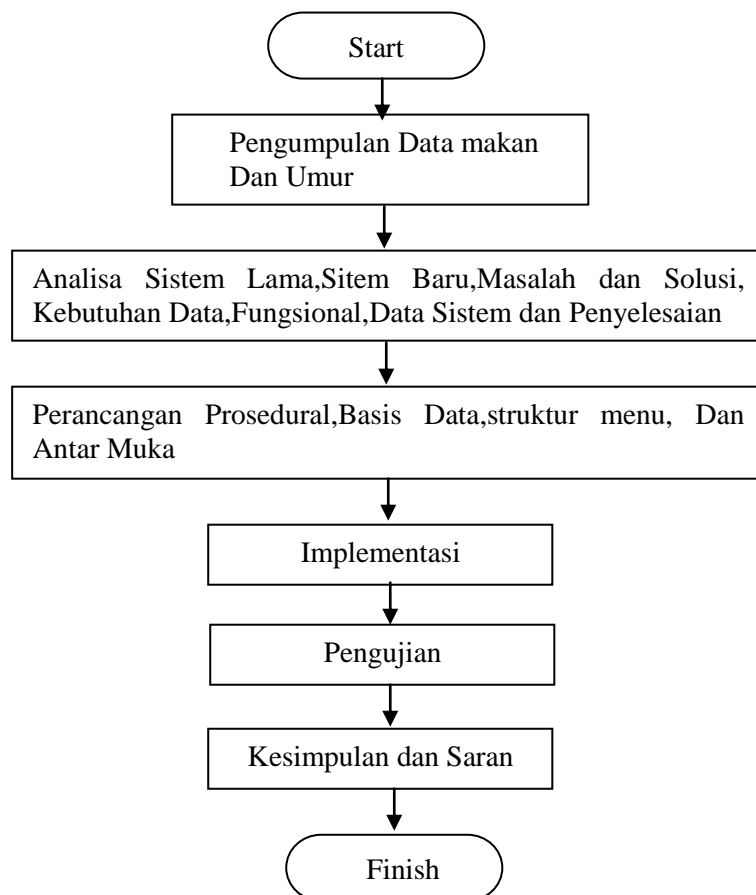 Start
Pengumpulan Data makan
Dan Umur
Analisa Sistem Lama,Sitem Baru,Masalah dan Solusi,
Kebutuhan Data,Fungsional,Data Sistem dan Penyelesaian
Perancangan Prosedural,Basis Data,struktur menu, Dan
Antar Muka
Implementasi
Pengujian
Kesimpulan dan Saran
Finish